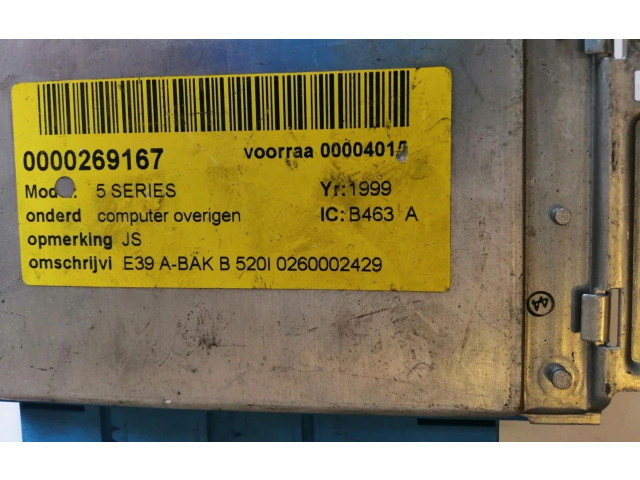 0000269167 voorraa 00004015
5 SERIES Yr: 1999
onderd computer overigen IC: B463 A
opmerking JS
omschrijvi E39 A-BAK B 520I 0260002429
4A